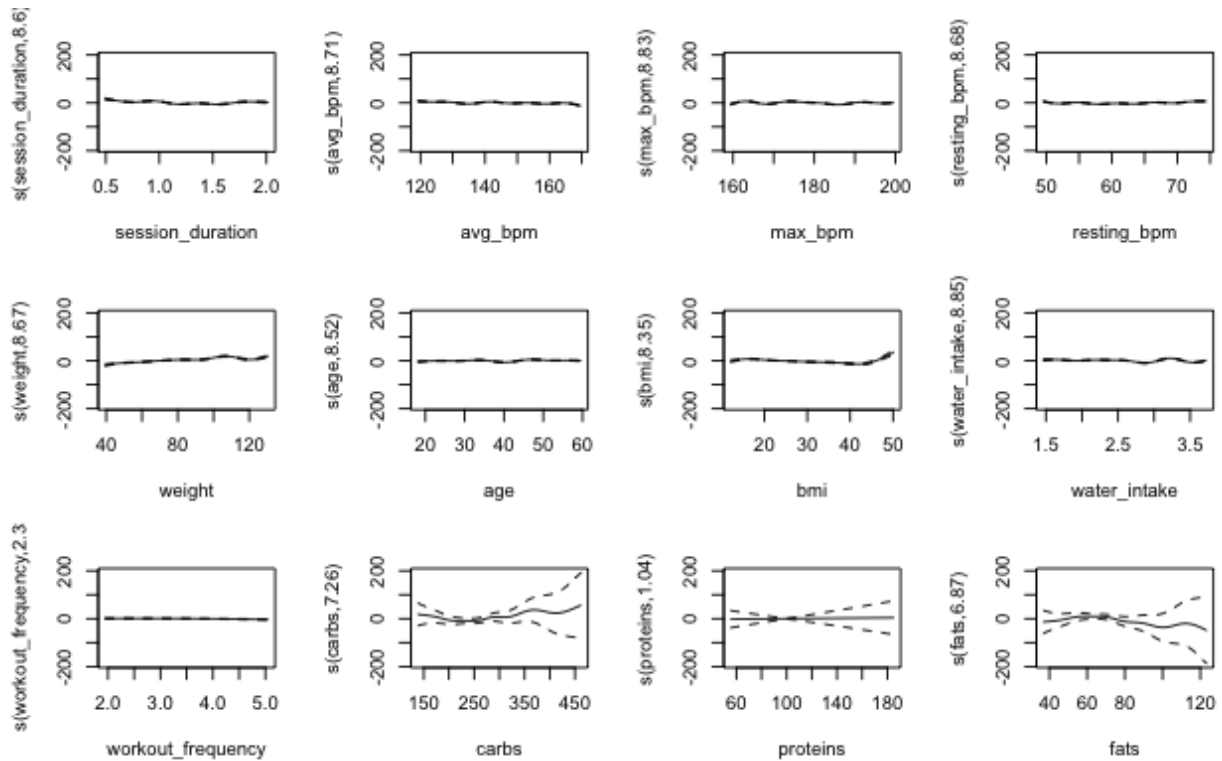 s(session_duration,8.6
200
0
-200
0.5 1.0 1.5 2.0
session_duration
s(avg_bpm,8.71)
200
0
-200
120 140 160
avg_bpm
s(max_bpm,8.83)
200
0
-200
160 180 200
max_bpm
s(resting_bpm,8.68)
200
0
-200
50 60 70
resting_bpm
s(weight,8.67)
200
0
-200
40 80 120
weight
s(age,8.52)
200
0
-200
20 30 40 50 60
age
s(bmi,8.35)
200
0
-200
20 30 40 50
bmi
s(water_intake,8.85)
200
0
-200
1.5 2.5 3.5
water_intake
s(workout_frequency,2.3
200
0
-200
2.0 3.0 4.0 5.0
workout_frequency
s(carbs,7.26)
200
0
-200
150 250 350 450
carbs
s(proteins,1.04)
200
0
-200
60 100 140 180
proteins
s(fats,6.87)
200
0
-200
40 60 80 120
fats